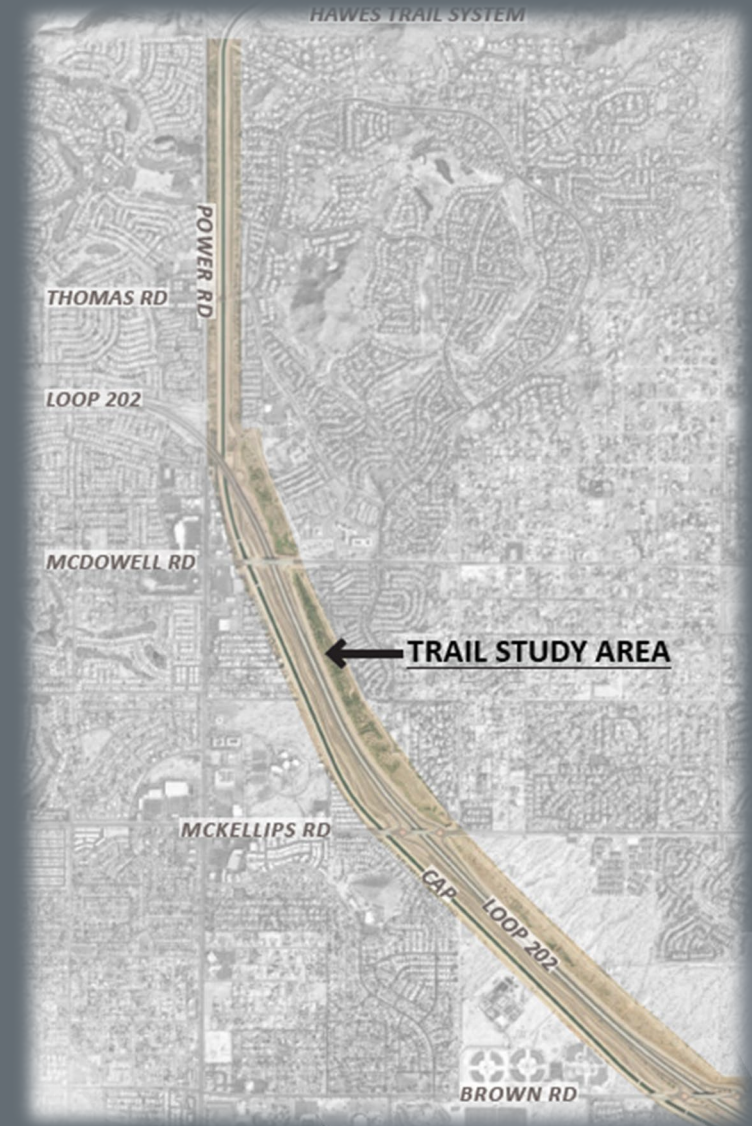 HAWES TRAIL SYSTEM
POWER RD
THOMAS RD
LOOP 202
MCDOWELL RD
TRAIL STUDY AREA
MCKELLIPS RD
CAP
LOOP 202
BROWN RD